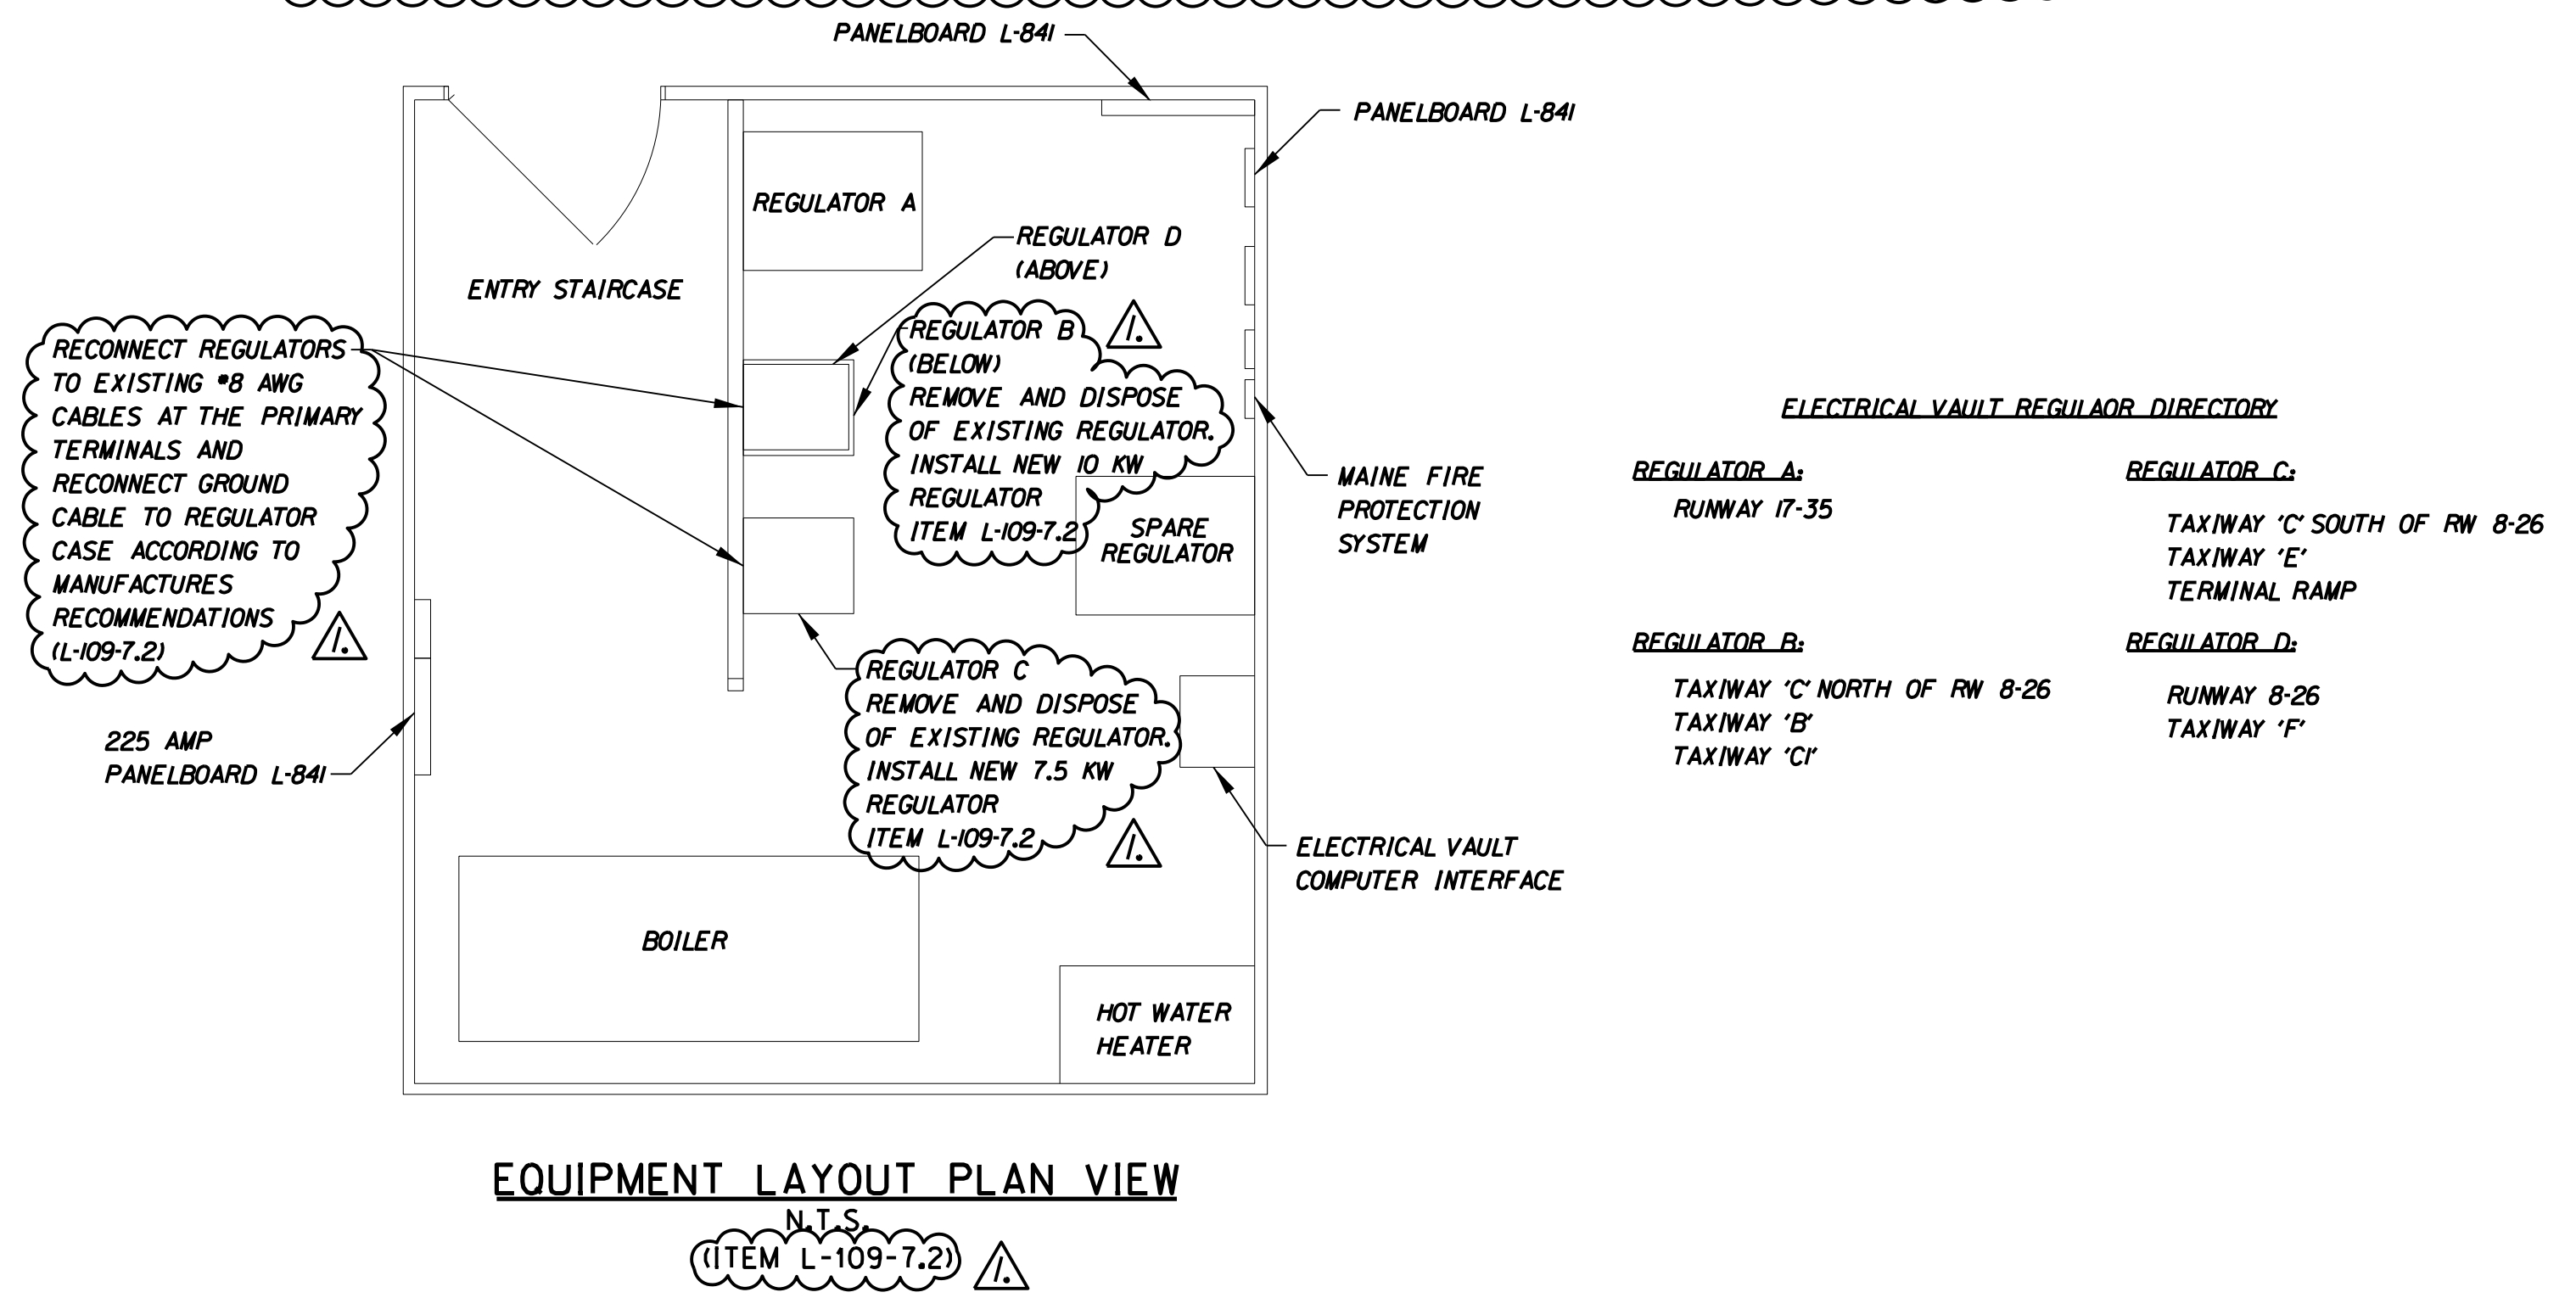 PANELBOARD L-841
PANELBOARD L-841
REGULATOR A
REGULATOR D
(ABOVE)
ENTRY STAIRCASE
RECONNECT REGULATORS
TO EXISTING #8 AWG
CABLES AT THE PRIMARY
TERMINALS AND
RECONNECT GROUND
CABLE TO REGULATOR
CASE ACCORDING TO
MANUFACTURES
RECOMMENDATIONS
(L-109-7.2)
1.
REGULATOR B
(BELOW)
REMOVE AND DISPOSE
OF EXISTING REGULATOR.
INSTALL NEW 10 KW
REGULATOR
ITEM L-109-7.2
1.
SPARE
REGULATOR
MAINE FIRE
PROTECTION
SYSTEM
REGULATOR C
REMOVE AND DISPOSE
OF EXISTING REGULATOR.
INSTALL NEW 7.5 KW
REGULATOR
ITEM L-109-7.2
1.
225 AMP
PANELBOARD L-841
ELECTRICAL VAULT
COMPUTER INTERFACE
BOILER
HOT WATER
HEATER
ELECTRICAL VAULT REGULAOR DIRECTORY
REGULATOR A:
RUNWAY 17-35
REGULATOR C:
TAXIWAY 'C' SOUTH OF RW 8-26
TAXIWAY 'E'
TERMINAL RAMP
REGULATOR B:
TAXIWAY 'C' NORTH OF RW 8-26
TAXIWAY 'B'
TAXIWAY 'C1'
REGULATOR D:
RUNWAY 8-26
TAXIWAY 'F'
EQUIPMENT LAYOUT PLAN VIEW
N.T.S.
(ITEM L-109-7.2)
1.